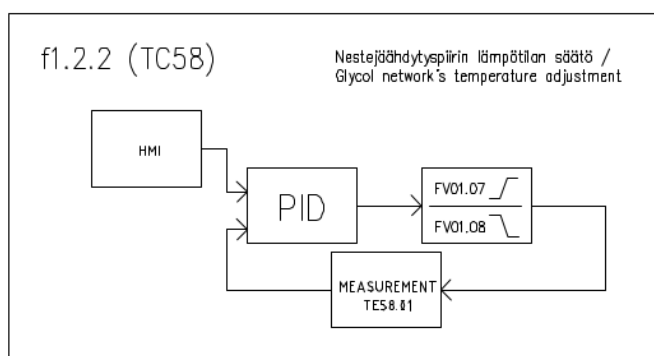 f1.2.2 (TC58)
Nestejöähdytyspiirin lämpötilan säätö /
Glycol network's temperature adjustment
HMI
PID
FV01.07
FV01.08
MEASUREMENT
TE58.01